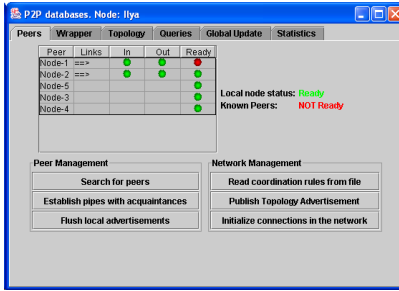 P2P databases. Node: Ilya
Peers Wrapper Topology Queries Global Update Statistics
Peer Links In Out Ready
Node-1 ==>
Node-2 ==>
Node-5
Node-3
Node-4
Local node status: Ready
Known Peers: NOT Ready
Peer Management
Search for peers
Establish pipes with acquaintances
Flush local advertisements
Network Management
Read coordination rules from file
Publish Topology Advertisement
Initialize connections in the network